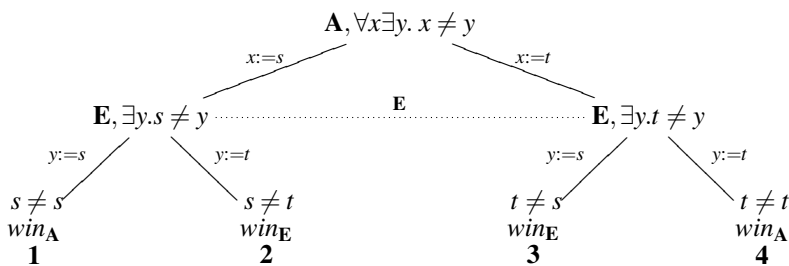 A, ∀x∃y. x ≠ y
x:=s x:=t
E, ∃y.s ≠ y E E, ∃y.t ≠ y
y:=s y:=t y:=s y:=t
s ≠ s s ≠ t t ≠ s t ≠ t
win_A win_E win_E win_A
1 2 3 4